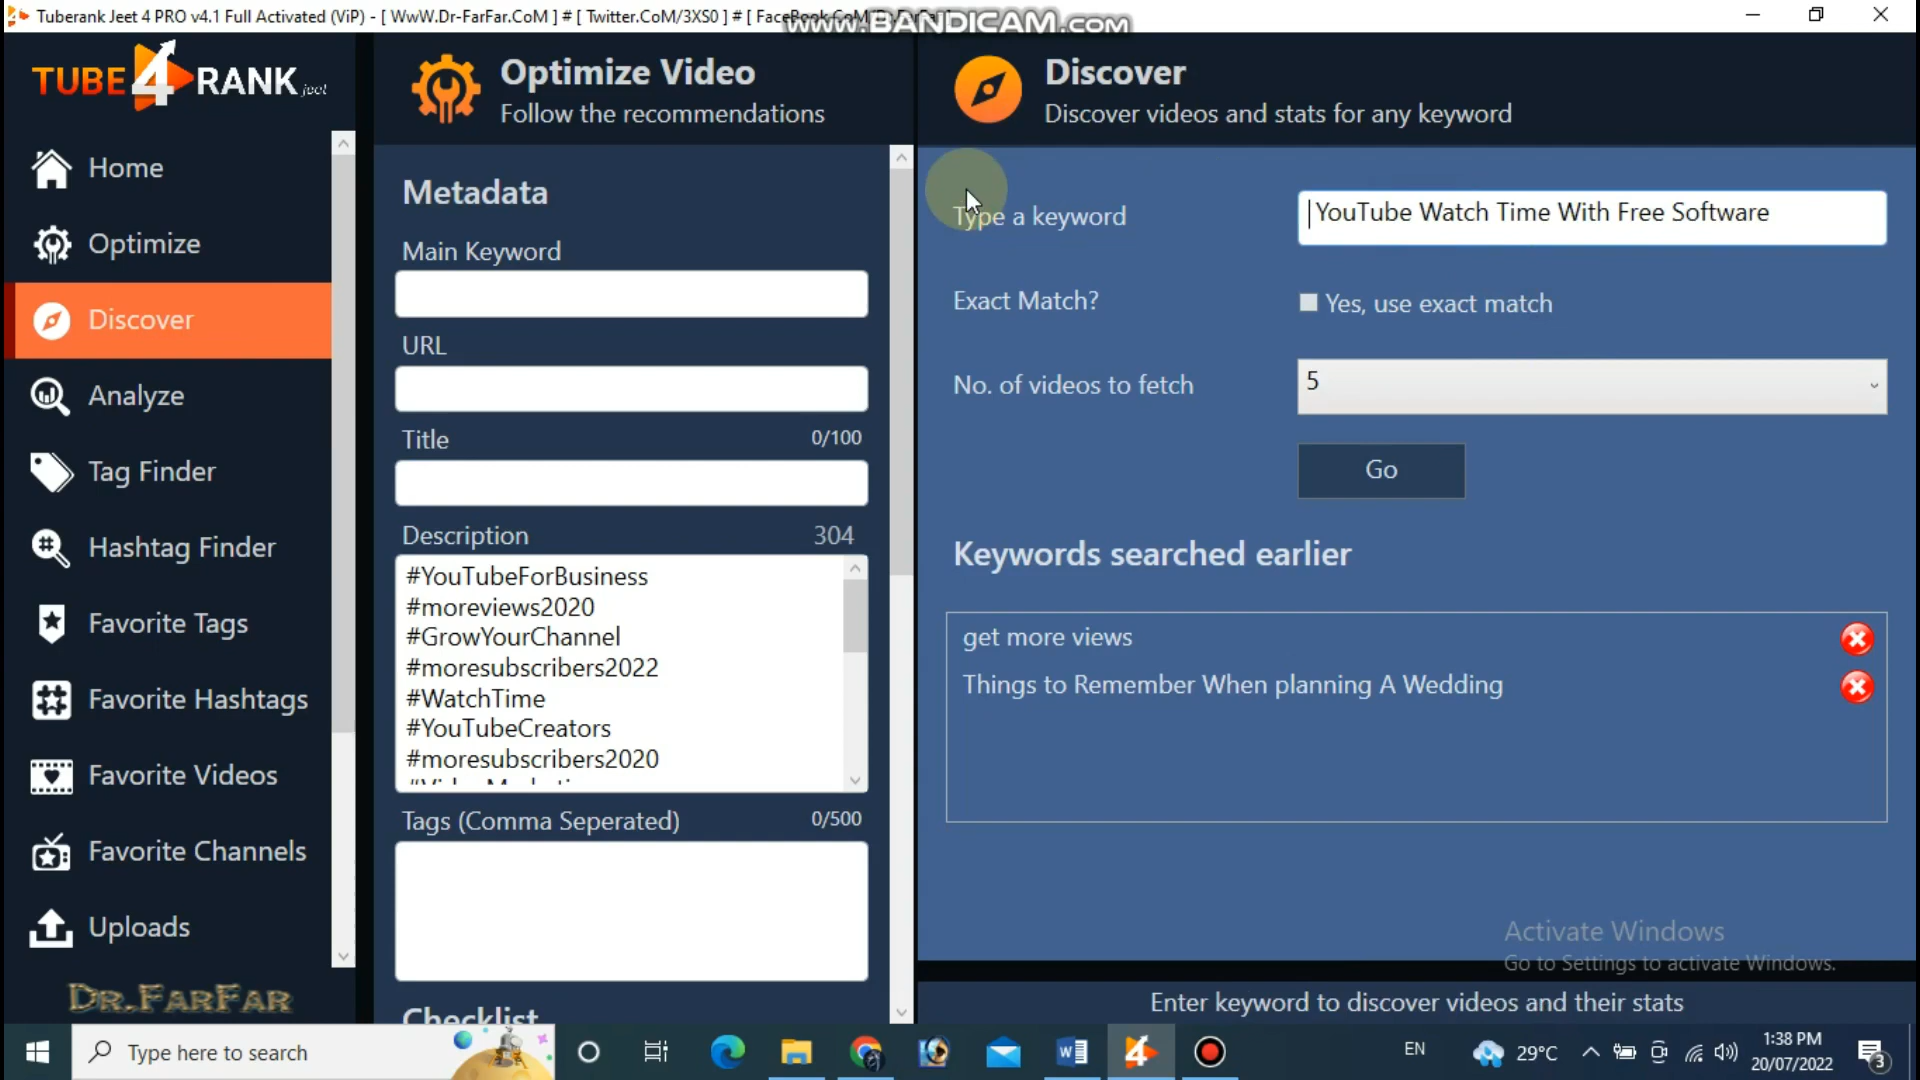 Tuberank Jeet 4 PRO v4.1 Full Activated (ViP) - [ WwW.Dr-FarFar.CoM ] # [ Twitter.CoM/3XS0 ] # [ FaceBook.CoM/
www.BANDICAM.com
TUBE 4 RANK jeet
Home
Optimize
Discover
Analyze
Tag Finder
Hashtag Finder
Favorite Tags
Favorite Hashtags
Favorite Videos
Favorite Channels
Uploads
DR.FARFAR
Optimize Video
Follow the recommendations
Metadata
Main Keyword
URL
Title 0/100
Description 304
#YouTubeForBusiness
#moreviews2020
#GrowYourChannel
#moresubscribers2022
#WatchTime
#YouTubeCreators
#moresubscribers2020
Tags (Comma Seperated) 0/500
Checklist
Discover
Discover videos and stats for any keyword
Type a keyword YouTube Watch Time With Free Software
Exact Match? Yes, use exact match
No. of videos to fetch 5
Go
Keywords searched earlier
get more views
Things to Remember When planning A Wedding
Activate Windows
Go to Settings to activate Windows.
Enter keyword to discover videos and their stats
Type here to search
EN
29°C
1:38 PM
20/07/2022
3